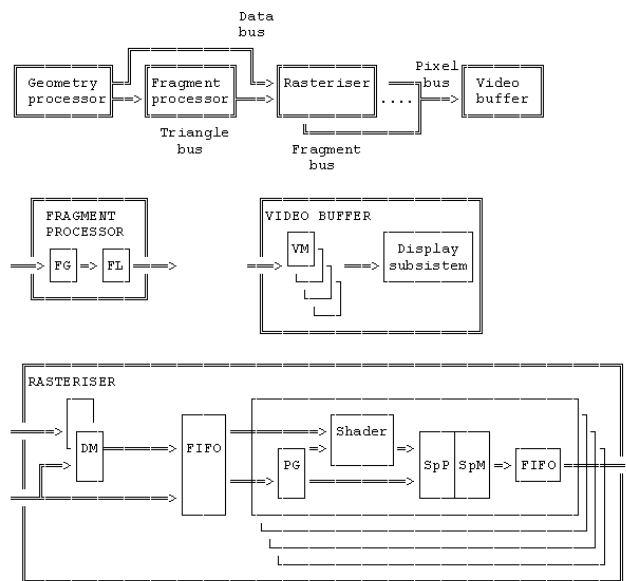 Data
bus
Geometry
processor
Fragment
processor
Rasteriser
....
Pixel
bus
Video
buffer
Triangle
bus
Fragment
bus
FRAGMENT
PROCESSOR
FG
FL
VIDEO BUFFER
VM
Display
subsistem
RASTERISER
DM
FIFO
Shader
PG
SpP
SpM
FIFO